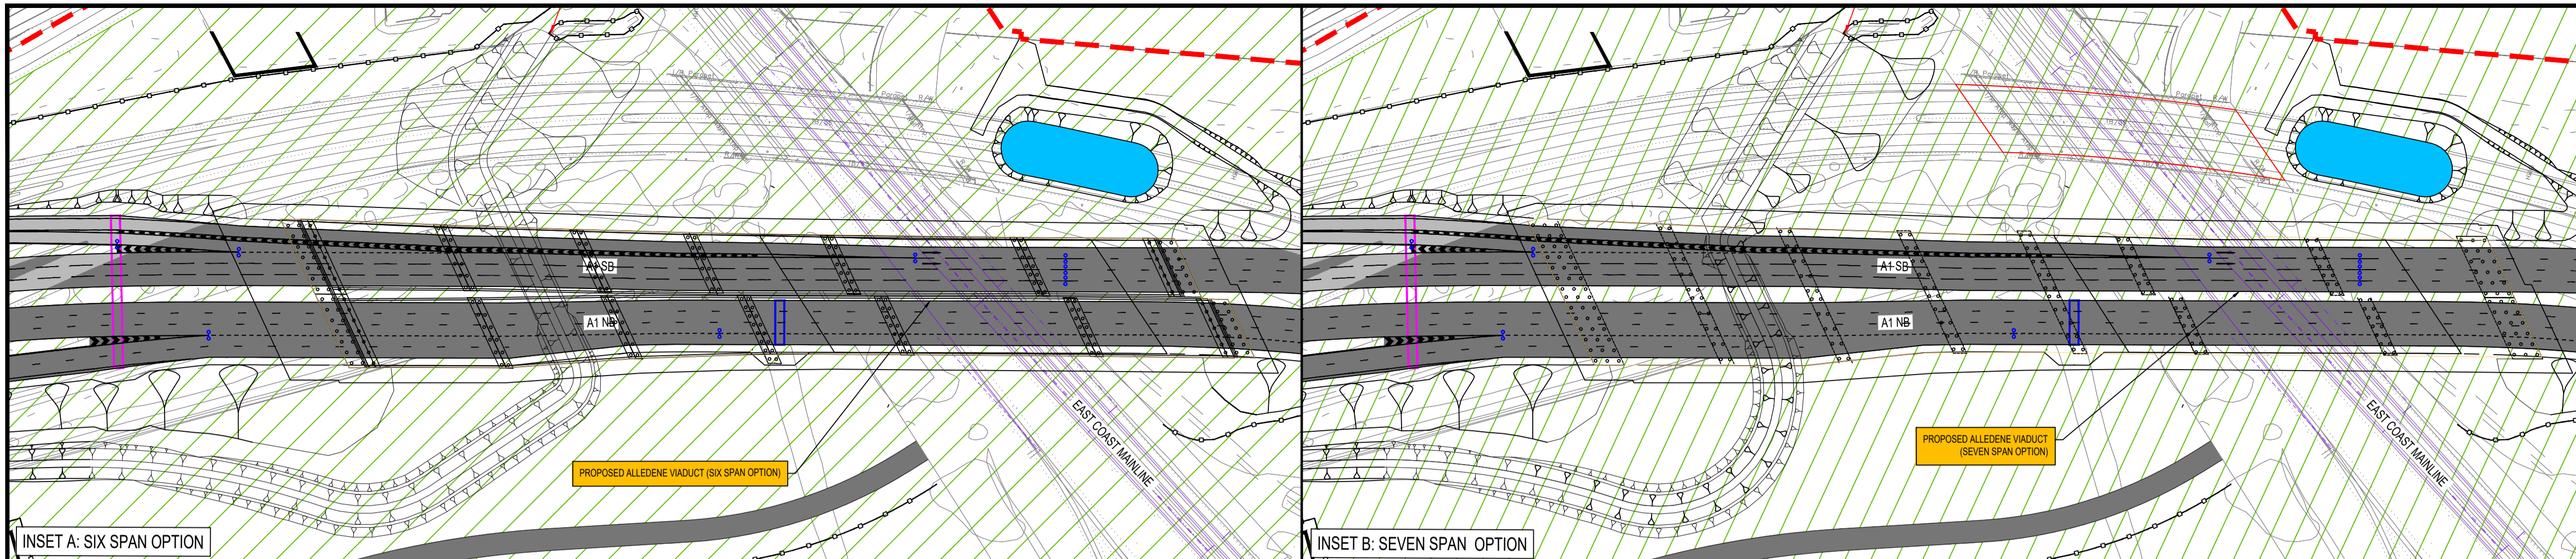 A1 SB
A1 NB
EAST COAST MAINLINE
PROPOSED ALLEDENE VIADUCT (SIX SPAN OPTION)
INSET A: SIX SPAN OPTION
A1 SB
A1 NB
EAST COAST MAINLINE
PROPOSED ALLEDENE VIADUCT
(SEVEN SPAN OPTION)
INSET B: SEVEN SPAN OPTION